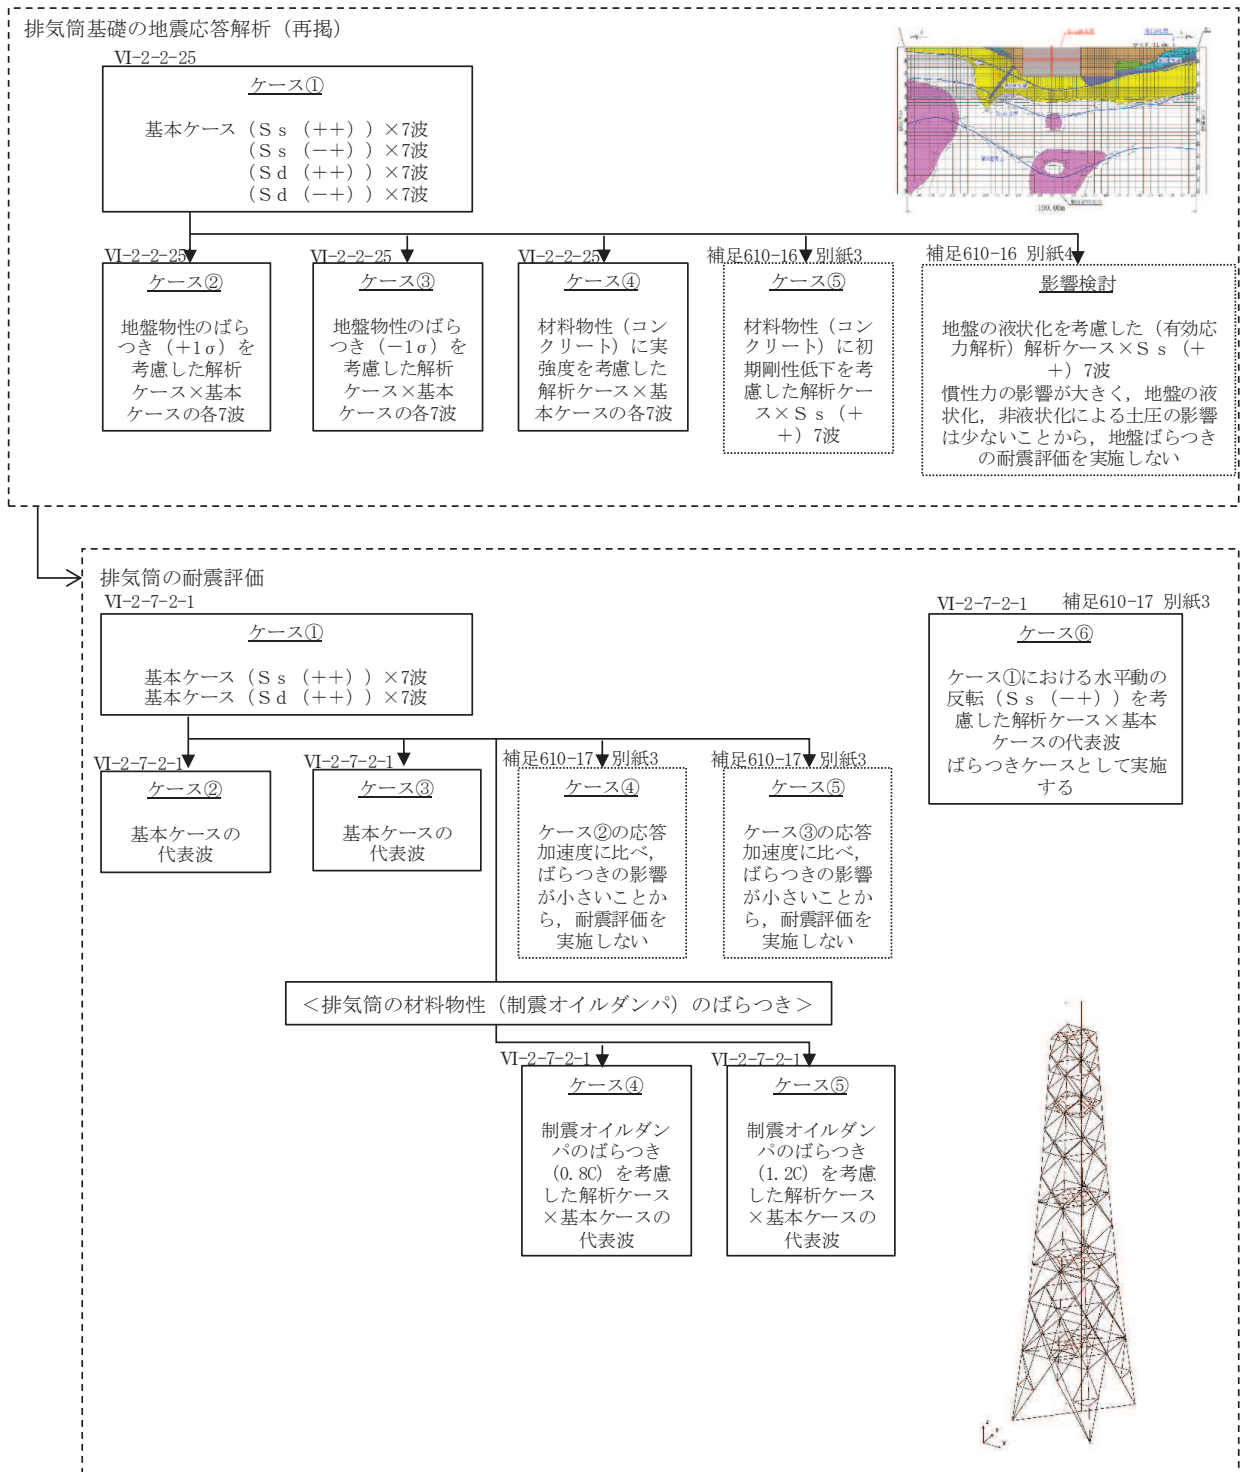 排気筒基礎の地震応答解析（再掲）
VI-2-2-25
ケース①
基本ケース（Ｓｓ（++））×7波
（Ｓｓ（-+））×7波
（Ｓｄ（++））×7波
（Ｓｄ（-+））×7波
190.00m
VI-2-2-25
ケース②
地盤物性のばら
つき（+1σ）を
考慮した解析
ケース×基本
ケースの各7波
VI-2-2-25
ケース③
地盤物性のばら
つき（-1σ）を
考慮した解析
ケース×基本
ケースの各7波
VI-2-2-25
ケース④
材料物性（コン
クリート）に実
強度を考慮した
解析ケース×基
本ケースの各7波
補足610-16 別紙3
ケース⑤
材料物性（コン
クリート）に初
期剛性低下を考
慮した解析ケー
ス×Ｓｓ（+
+）7波
補足610-16 別紙4
影響検討
地盤の液状化を考慮した（有効応
力解析）解析ケース×Ｓｓ（+
+）7波
慣性力の影響が大きく，地盤の液
状化，非液状化による土圧の影響
は少ないことから，地盤ばらつき
の耐震評価を実施しない
排気筒の耐震評価
VI-2-7-2-1
ケース①
基本ケース（Ｓｓ（++））×7波
基本ケース（Ｓｄ（++））×7波
VI-2-7-2-1 補足610-17 別紙3
ケース⑥
ケース①における水平動の
反転（Ｓｓ（-+））を考
慮した解析ケース×基本
ケースの代表波
ばらつきケースとして実施
する
VI-2-7-2-1
ケース②
基本ケースの
代表波
VI-2-7-2-1
ケース③
基本ケースの
代表波
補足610-17 別紙3
ケース④
ケース②の応答
加速度に比べ，
ばらつきの影響
が小さいことか
ら，耐震評価を
実施しない
補足610-17 別紙3
ケース⑤
ケース③の応答
加速度に比べ，
ばらつきの影響
が小さいことか
ら，耐震評価を
実施しない
＜排気筒の材料物性（制震オイルダンパ）のばらつき＞
VI-2-7-2-1
ケース④
制震オイルダン
パのばらつき
（0.8C）を考慮
した解析ケース
×基本ケースの
代表波
VI-2-7-2-1
ケース⑤
制震オイルダン
パのばらつき
（1.2C）を考慮
した解析ケース
×基本ケースの
代表波